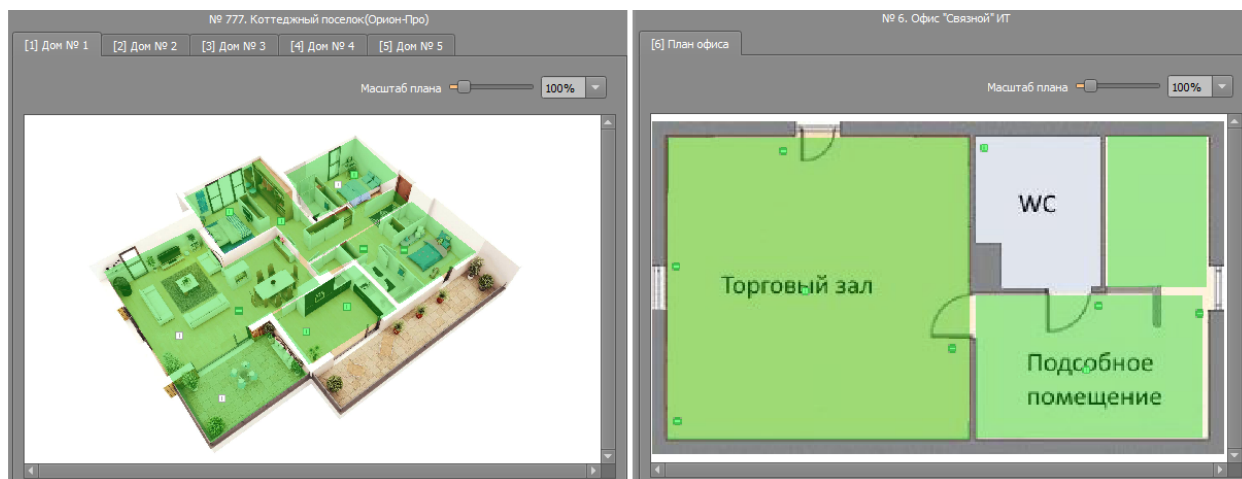 № 777. Коттеджный поселок(Орион-Про)
[1] Дом № 1
[2] Дом № 2
[3] Дом № 3
[4] Дом № 4
[5] Дом № 5
Масштаб плана
100%
№ 6. Офис "Связной" ИТ
[6] План офиса
Масштаб плана
100%
WC
Торговый зал
Подсобное
помещение